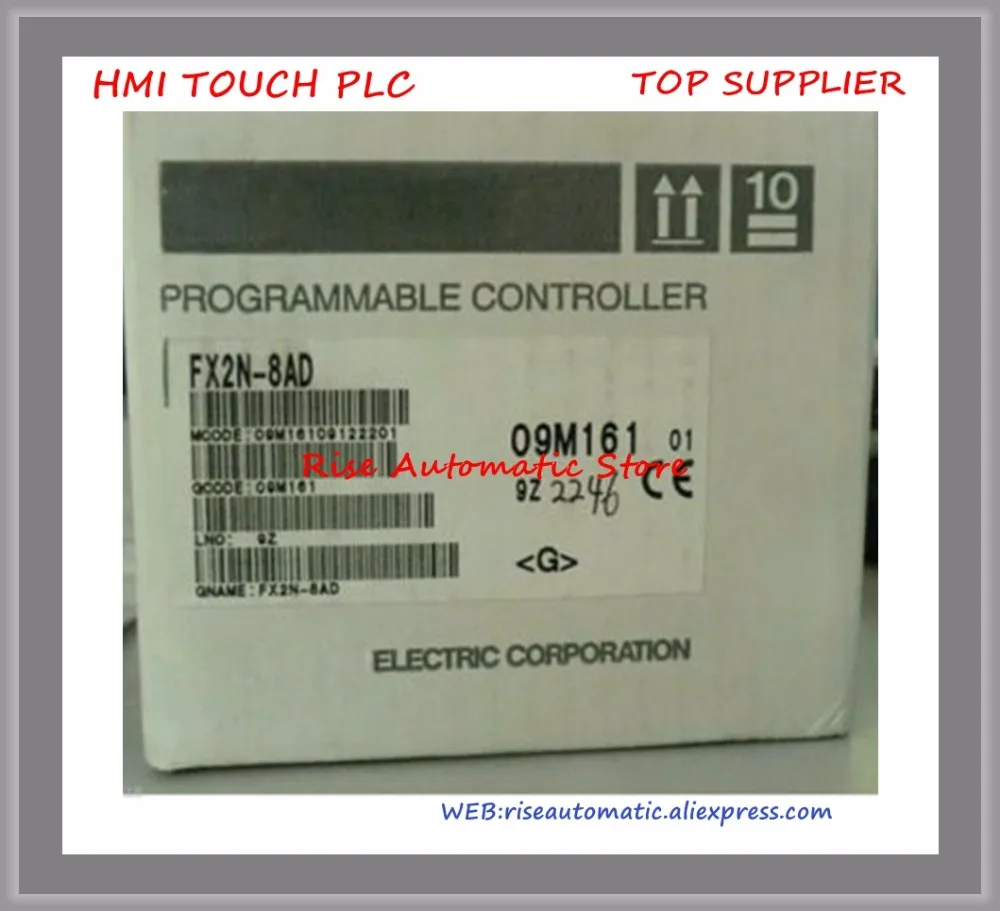 HMI TOUCH PLC
TOP SUPPLIER
10
PROGRAMMABLE CONTROLLER
FX2N-8AD
MCODE:09M16109122201
09M161 01
Rise Automatic Store
QCODE:09M161
9Z 2246 CE
LNO: 9Z
<G>
QNAME:FX2N-8AD
ELECTRIC CORPORATION
WEB:riseautomatic.aliexpress.com